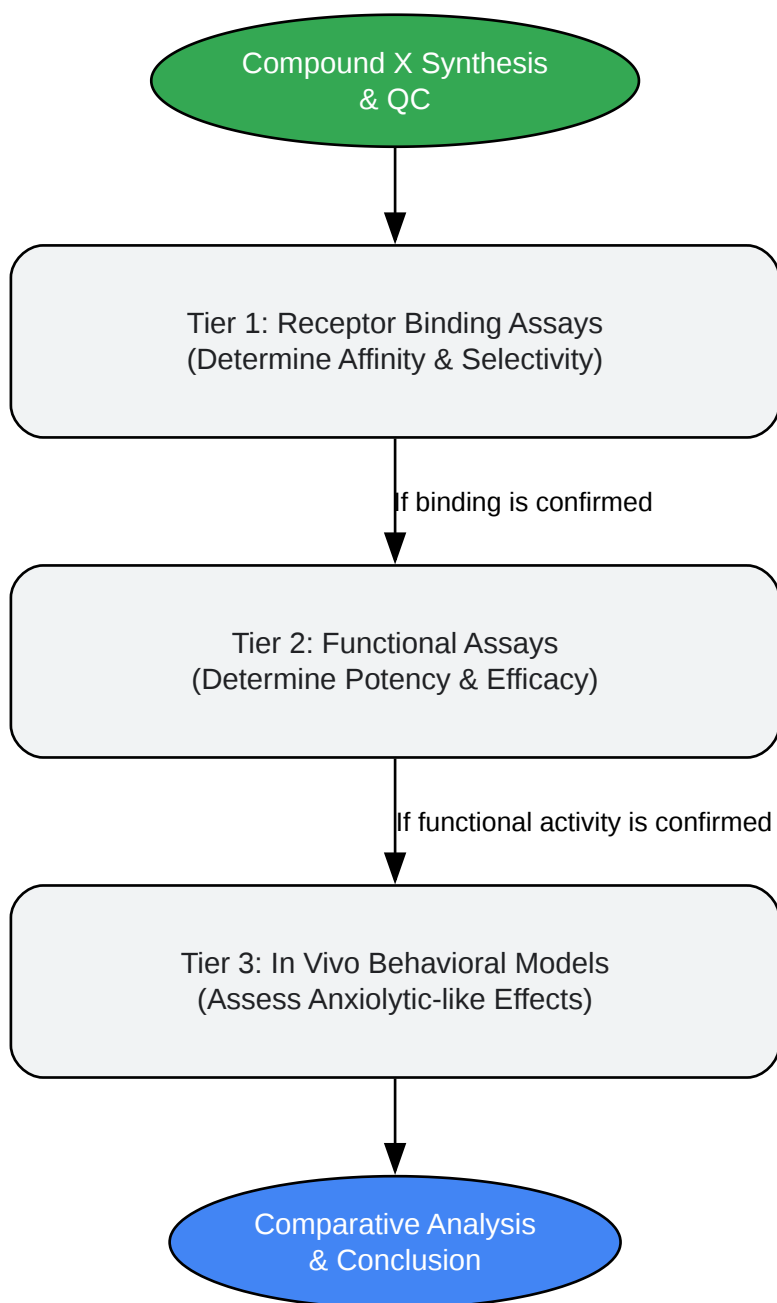 Compound X Synthesis
& QC
Tier 1: Receptor Binding Assays
(Determine Affinity & Selectivity)
If binding is confirmed
Tier 2: Functional Assays
(Determine Potency & Efficacy)
If functional activity is confirmed
Tier 3: In Vivo Behavioral Models
(Assess Anxiolytic-like Effects)
Comparative Analysis
& Conclusion